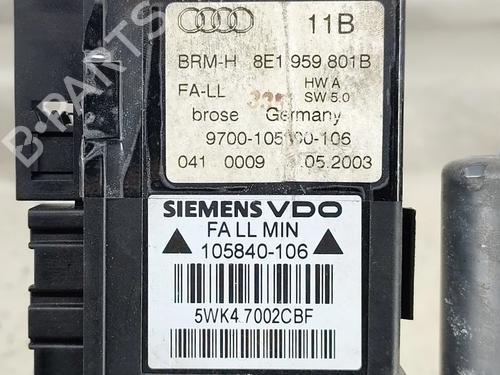 11B
BRM-H 8E1 959 801B
FA-LL HW A
SW 5.0
brose Germany
041 0009 .05.2003
SIEMENS VDO
FA LL MIN
105840-106
5WK4 7002CBF
B-PARTS